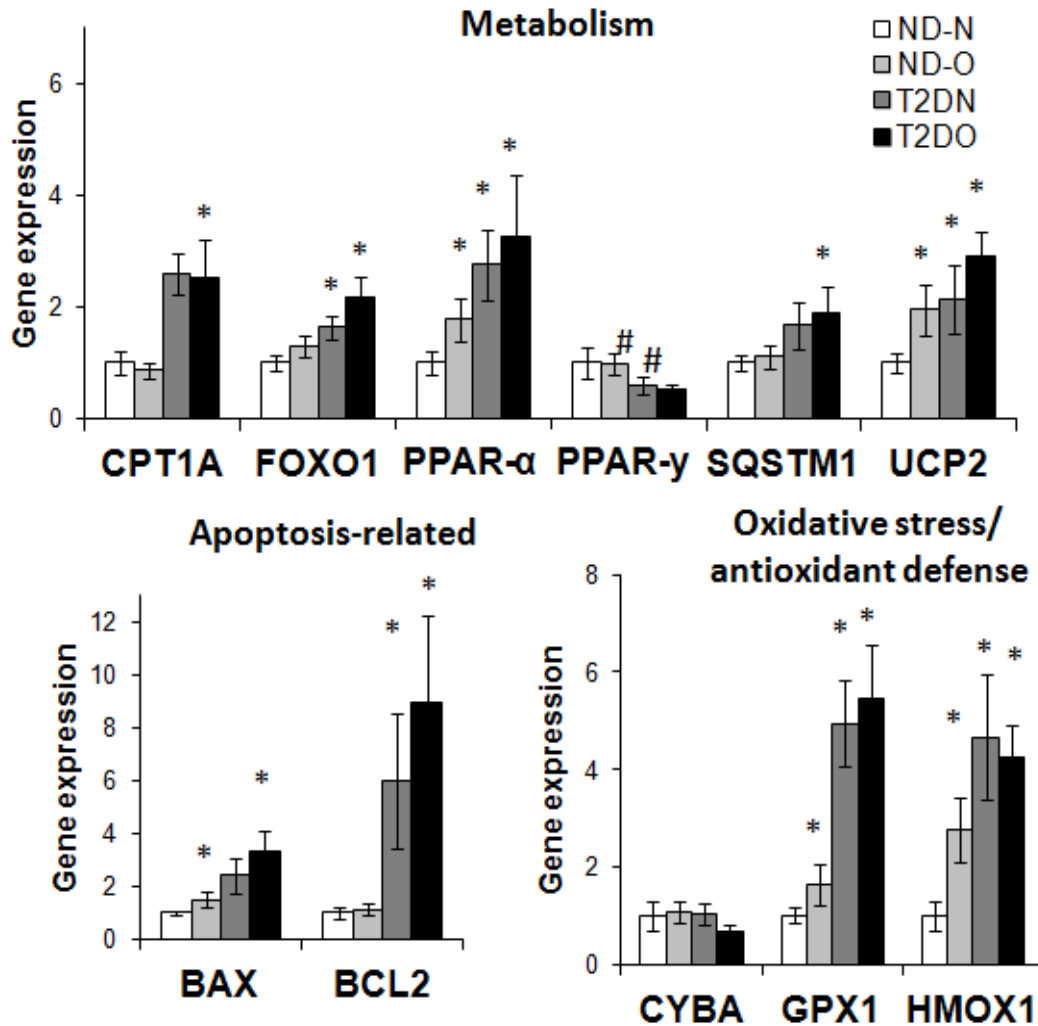 Metabolism
ND-N
ND-O
T2DN
T2DO
Gene expression
6
4
2
0
* * * * * * # # * * * *
CPT1A FOXO1 PPAR-α PPAR-y SQSTM1 UCP2
Apoptosis-related
Gene expression
12
10
8
6
4
2
0
* * * *
BAX BCL2
Oxidative stress/
antioxidant defense
Gene expression
8
6
4
2
0
* * * * * *
CYBA GPX1 HMOX1